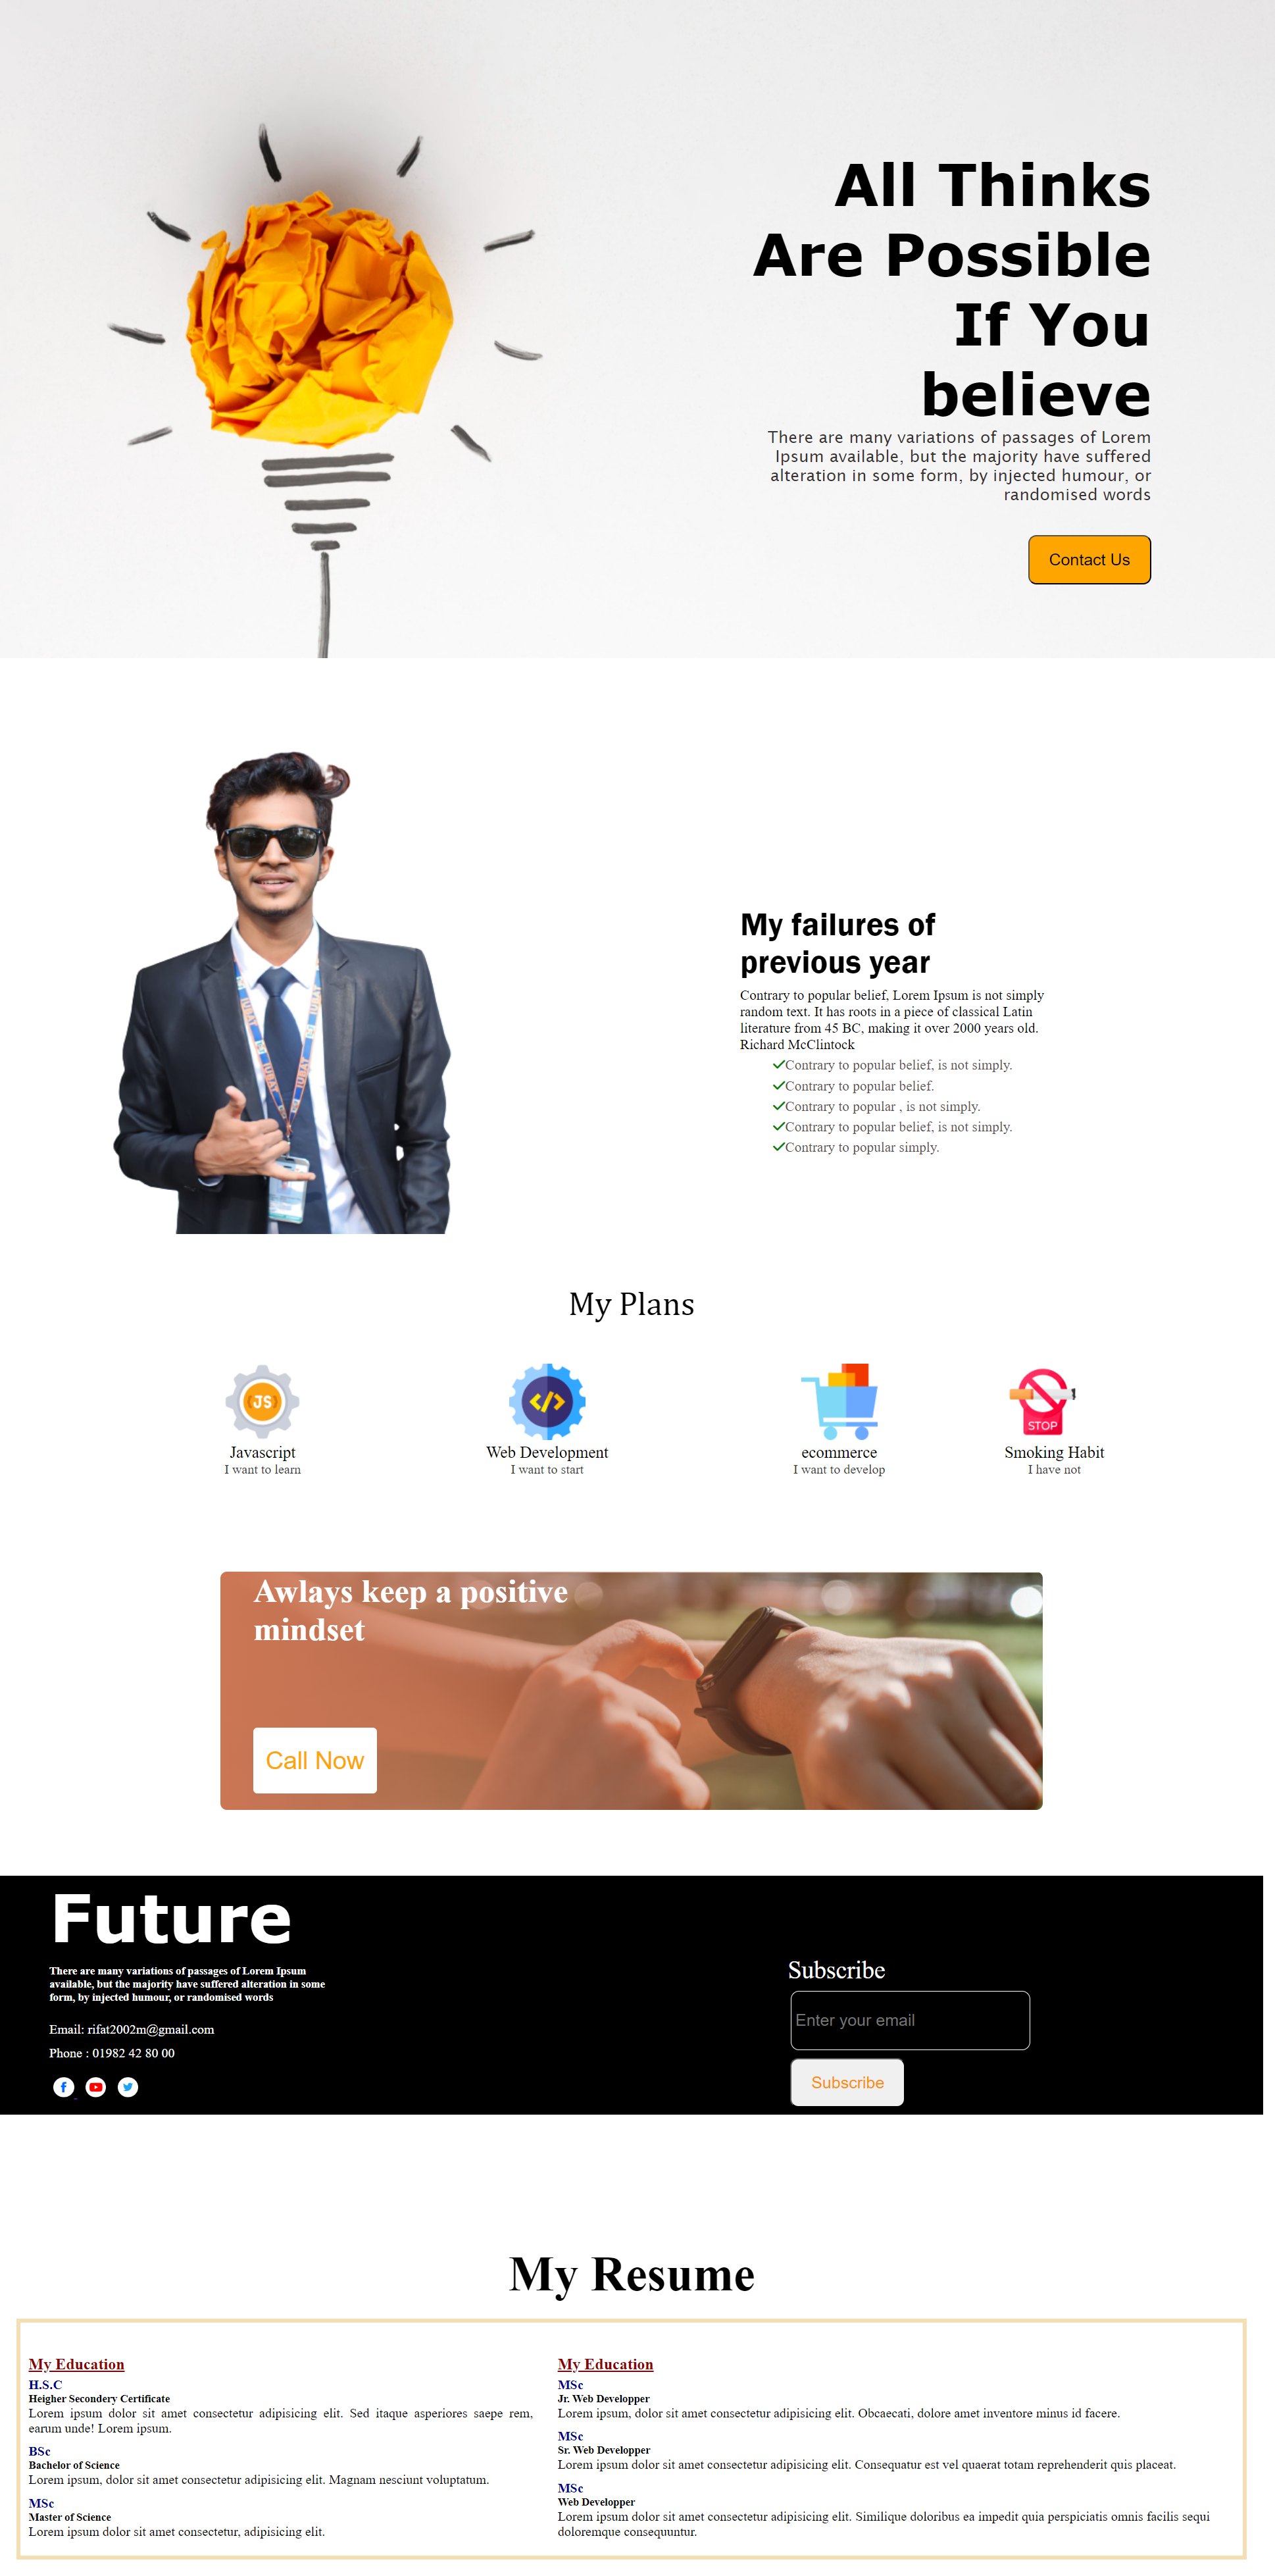 All Thinks
Are Possible
If You
believe
There are many variations of passages of Lorem
Ipsum available, but the majority have suffered
alteration in some form, by injected humour, or
randomised words
Contact Us
My failures of
previous year
Contrary to popular belief, Lorem Ipsum is not simply
random text. It has roots in a piece of classical Latin
literature from 45 BC, making it over 2000 years old.
Richard McClintock
Contrary to popular belief, is not simply.
Contrary to popular belief.
Contrary to popular , is not simply.
Contrary to popular belief, is not simply.
Contrary to popular simply.
My Plans
JS
STOP
Javascript
Web Development
ecommerce
Smoking Habit
I want to learn
I want to start
I want to develop
I have not
Awlays keep a positive
mindset
Call Now
Future
There are many variations of passages of Lorem Ipsum
available, but the majority have suffered alteration in some
form, by injected humour, or randomised words
Email: rifat2002m@gmail.com
Phone : 01982 42 80 00
Subscribe
Enter your email
Subscribe
My Resume
My Education
H.S.C
Heigher Secondery Certificate
Lorem ipsum dolor sit amet consectetur adipisicing elit. Sed itaque asperiores saepe rem,
earum unde! Lorem ipsum.
BSc
Bachelor of Science
Lorem ipsum, dolor sit amet consectetur adipisicing elit. Magnam nesciunt voluptatum.
MSc
Master of Science
Lorem ipsum dolor sit amet consectetur, adipisicing elit.
My Education
MSc
Jr. Web Developper
Lorem ipsum, dolor sit amet consectetur adipisicing elit. Obcaecati, dolore amet inventore minus id facere.
MSc
Sr. Web Developper
Lorem ipsum dolor sit amet consectetur adipisicing elit. Consequatur est vel quaerat totam reprehenderit quis placeat.
MSc
Web Developper
Lorem ipsum dolor sit amet consectetur adipisicing elit. Similique doloribus ea impedit quia perspiciatis omnis facilis sequi
doloremque consequuntur.